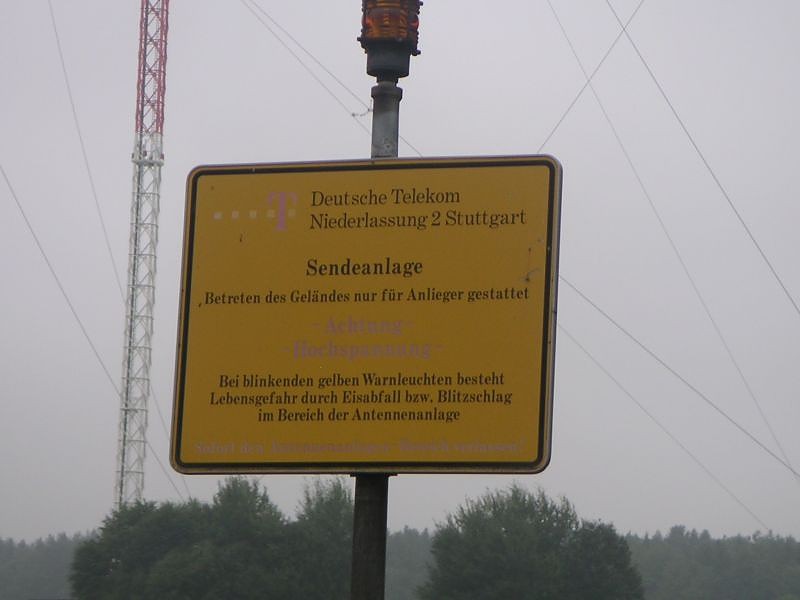 T Deutsche Telekom
Niederlassung 2 Stuttgart
Sendeanlage
Betreten des Geländes nur für Anlieger gestattet
-Achtung-
-Hochspannung-
Bei blinkenden gelben Warnleuchten besteht
Lebensgefahr durch Eisabfall bzw. Blitzschlag
im Bereich der Antennenanlage
Sofort den Antennenanlagen-Bereich verlassen!